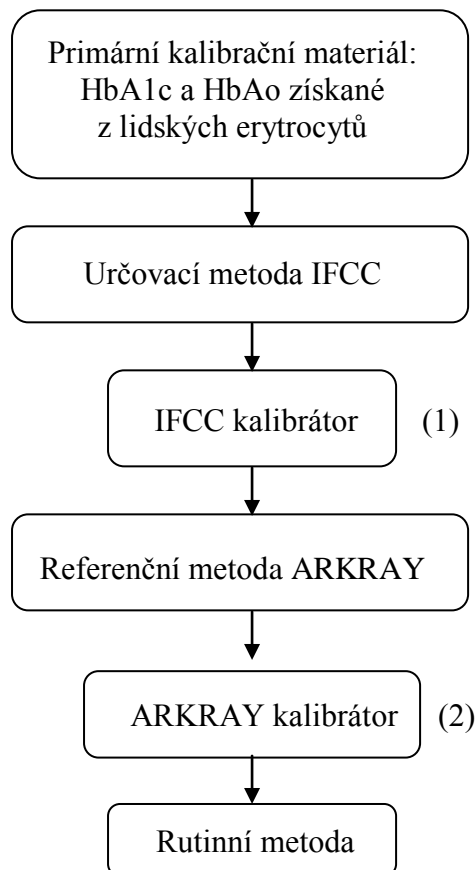 Primární kalibrační materiál:
HbA1c a HbAo získané
z lidských erytrocytů
Určovací metoda IFCC
IFCC kalibrátor (1)
Referenční metoda ARKRAY
ARKRAY kalibrátor (2)
Rutinní metoda